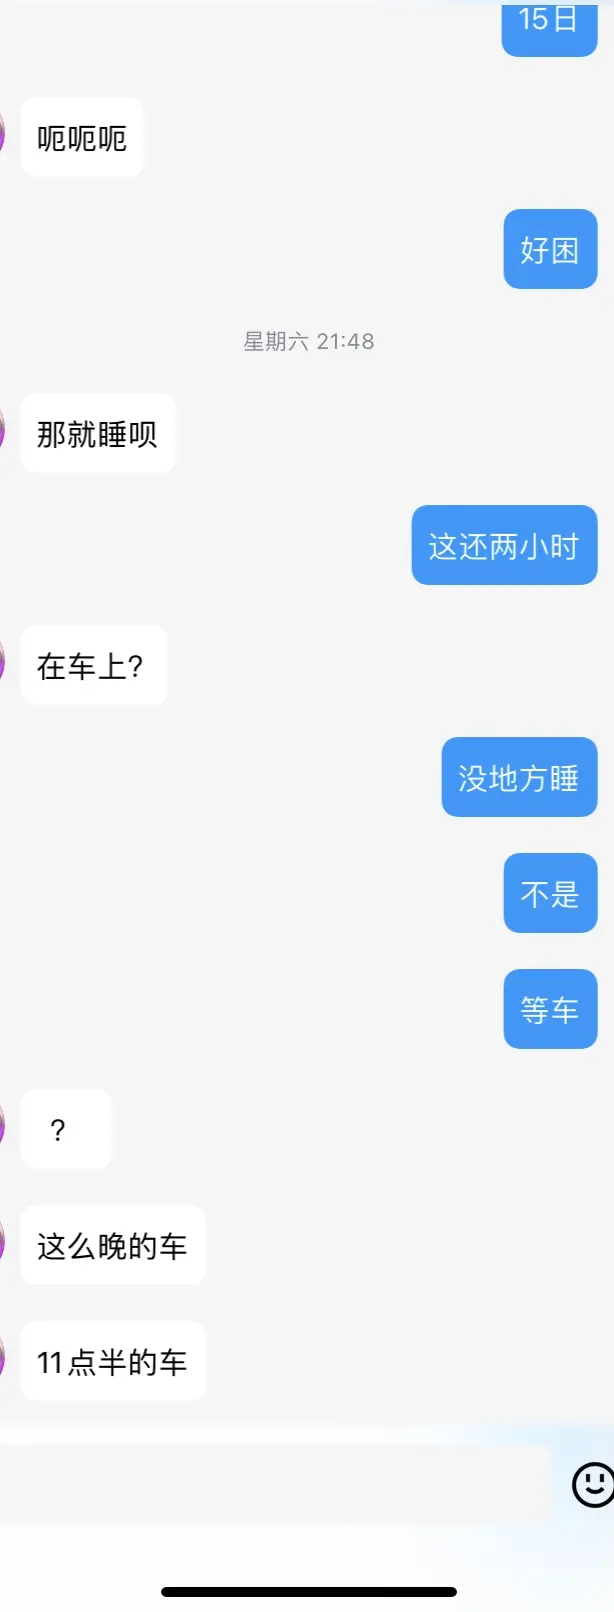 15日
呃呃呃
好困
星期六 21:48
那就睡呗
这还两小时
在车上?
没地方睡
不是
等车
?
这么晚的车
11点半的车